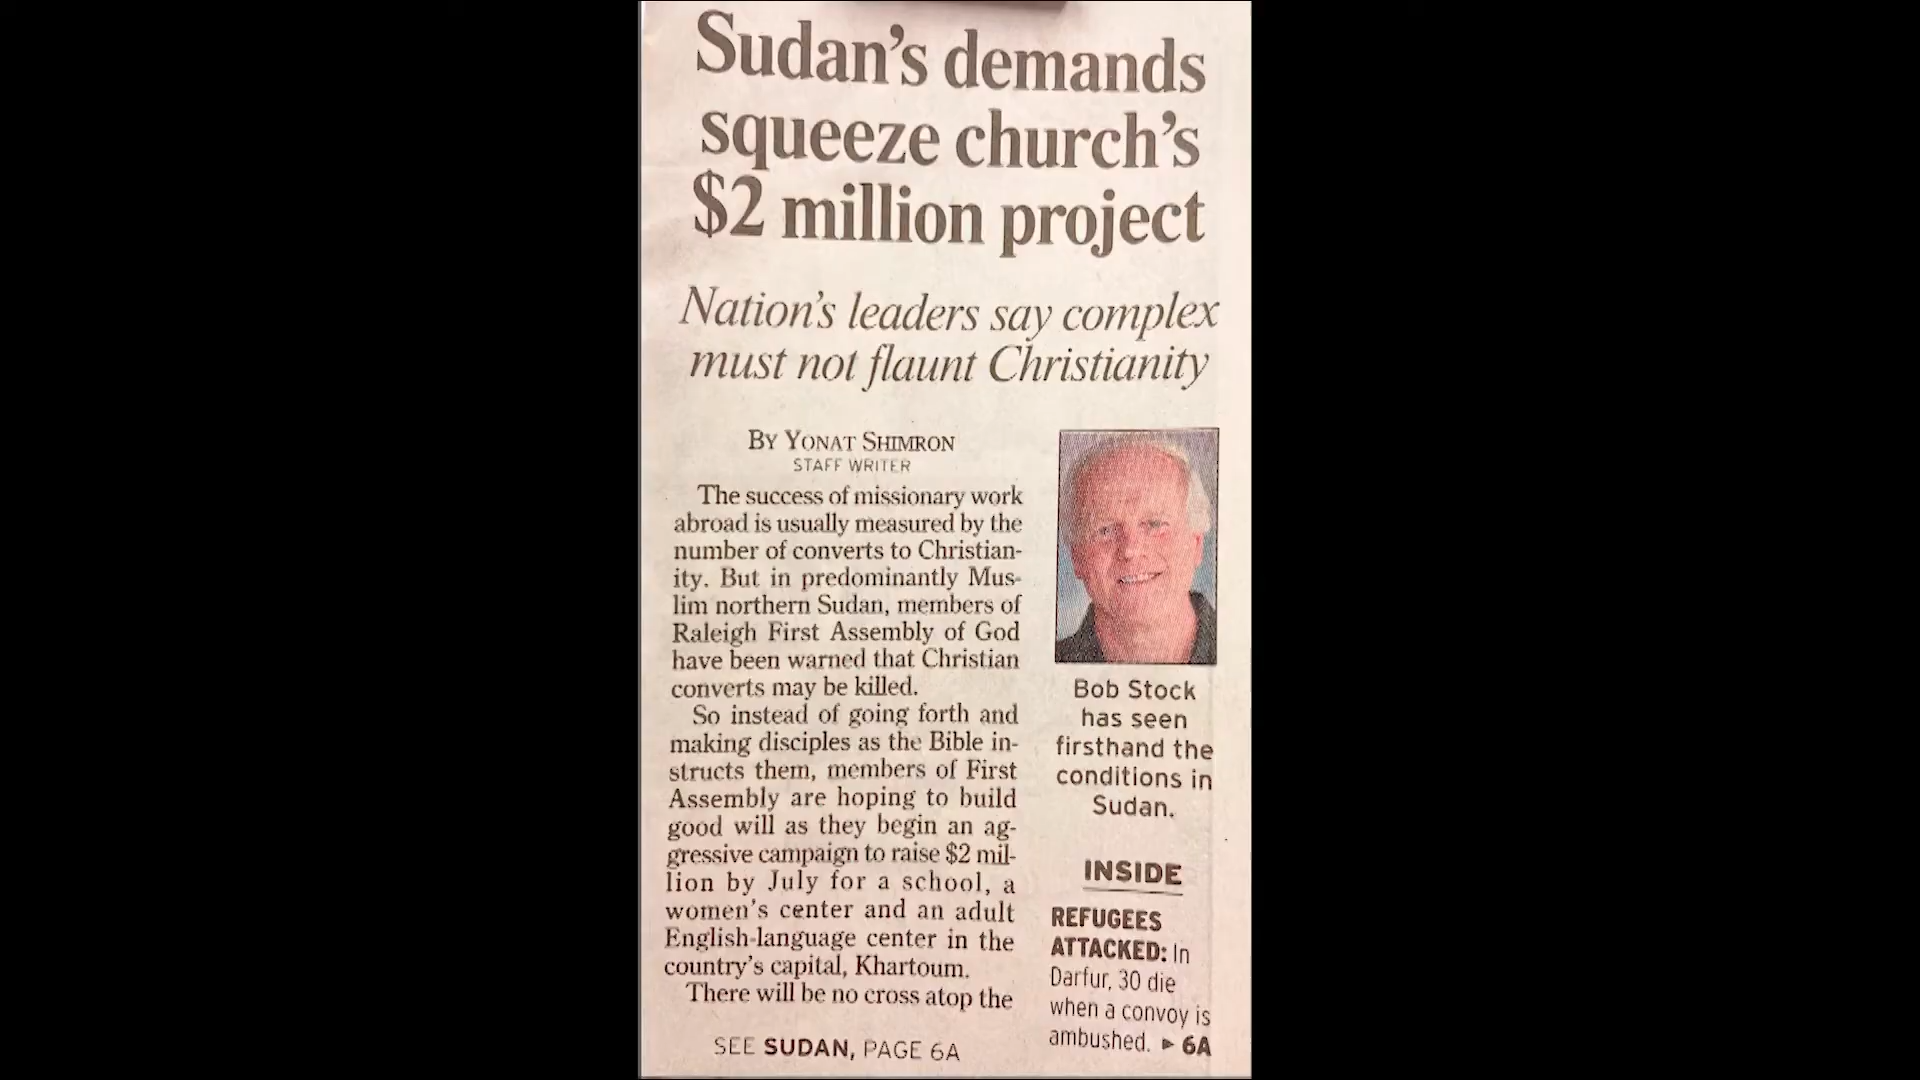 Sudan's demands
squeeze church's
$2 million project
Nation's leaders say complex
must not flaunt Christianity
BY YONAT SHIMRON
STAFF WRITER
The success of missionary work
abroad is usually measured by the
number of converts to Christian-
ity. But in predominantly Mus-
lim northern Sudan, members of
Raleigh First Assembly of God
have been warned that Christian
converts may be killed.
So instead of going forth and
making disciples as the Bible in-
structs them, members of First
Assembly are hoping to build
good will as they begin an ag-
gressive campaign to raise $2 mil-
lion by July for a school, a
women's center and an adult
English-language center in the
country's capital, Khartoum.
There will be no cross atop the
SEE SUDAN, PAGE 6A
Bob Stock
has seen
firsthand the
conditions in
Sudan.
INSIDE
REFUGEES
ATTACKED: In
Darfur, 30 die
when a convoy is
ambushed. ► 6A